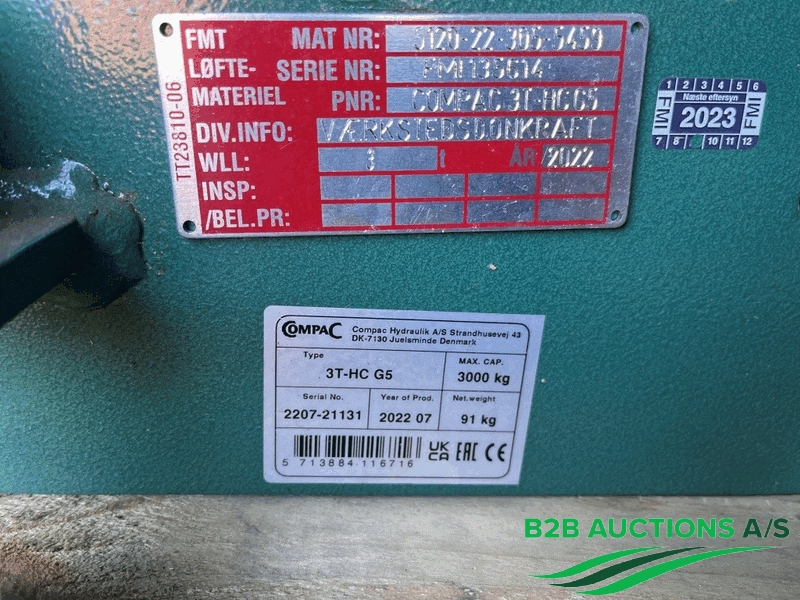 FMT MAT NR: 5120-22-305-5459
LØFTE- SERIE NR: FMI135614
MATERIEL PNR: COMPAC 3T-HC G5
DIV.INFO: VÆRKSTEDSDONKRAFT
WLL: 3 t ÅR 2022
INSP:
/BEL.PR:
TT23810-06
1 2 3 4 5 6
Næste eftersyn
FMI 2023 FMI
7 8 10 11 12
COMPAC Compac Hydraulik A/S Strandhusevej 43
DK-7130 Juelsminde Denmark
Type MAX. CAP.
3T-HC G5 3000 kg
Serial No. Year of Prod. Net.weight
2207-21131 2022 07 91 kg
5 713884 116716 UK CA EAC CE
B2B AUCTIONS A/S